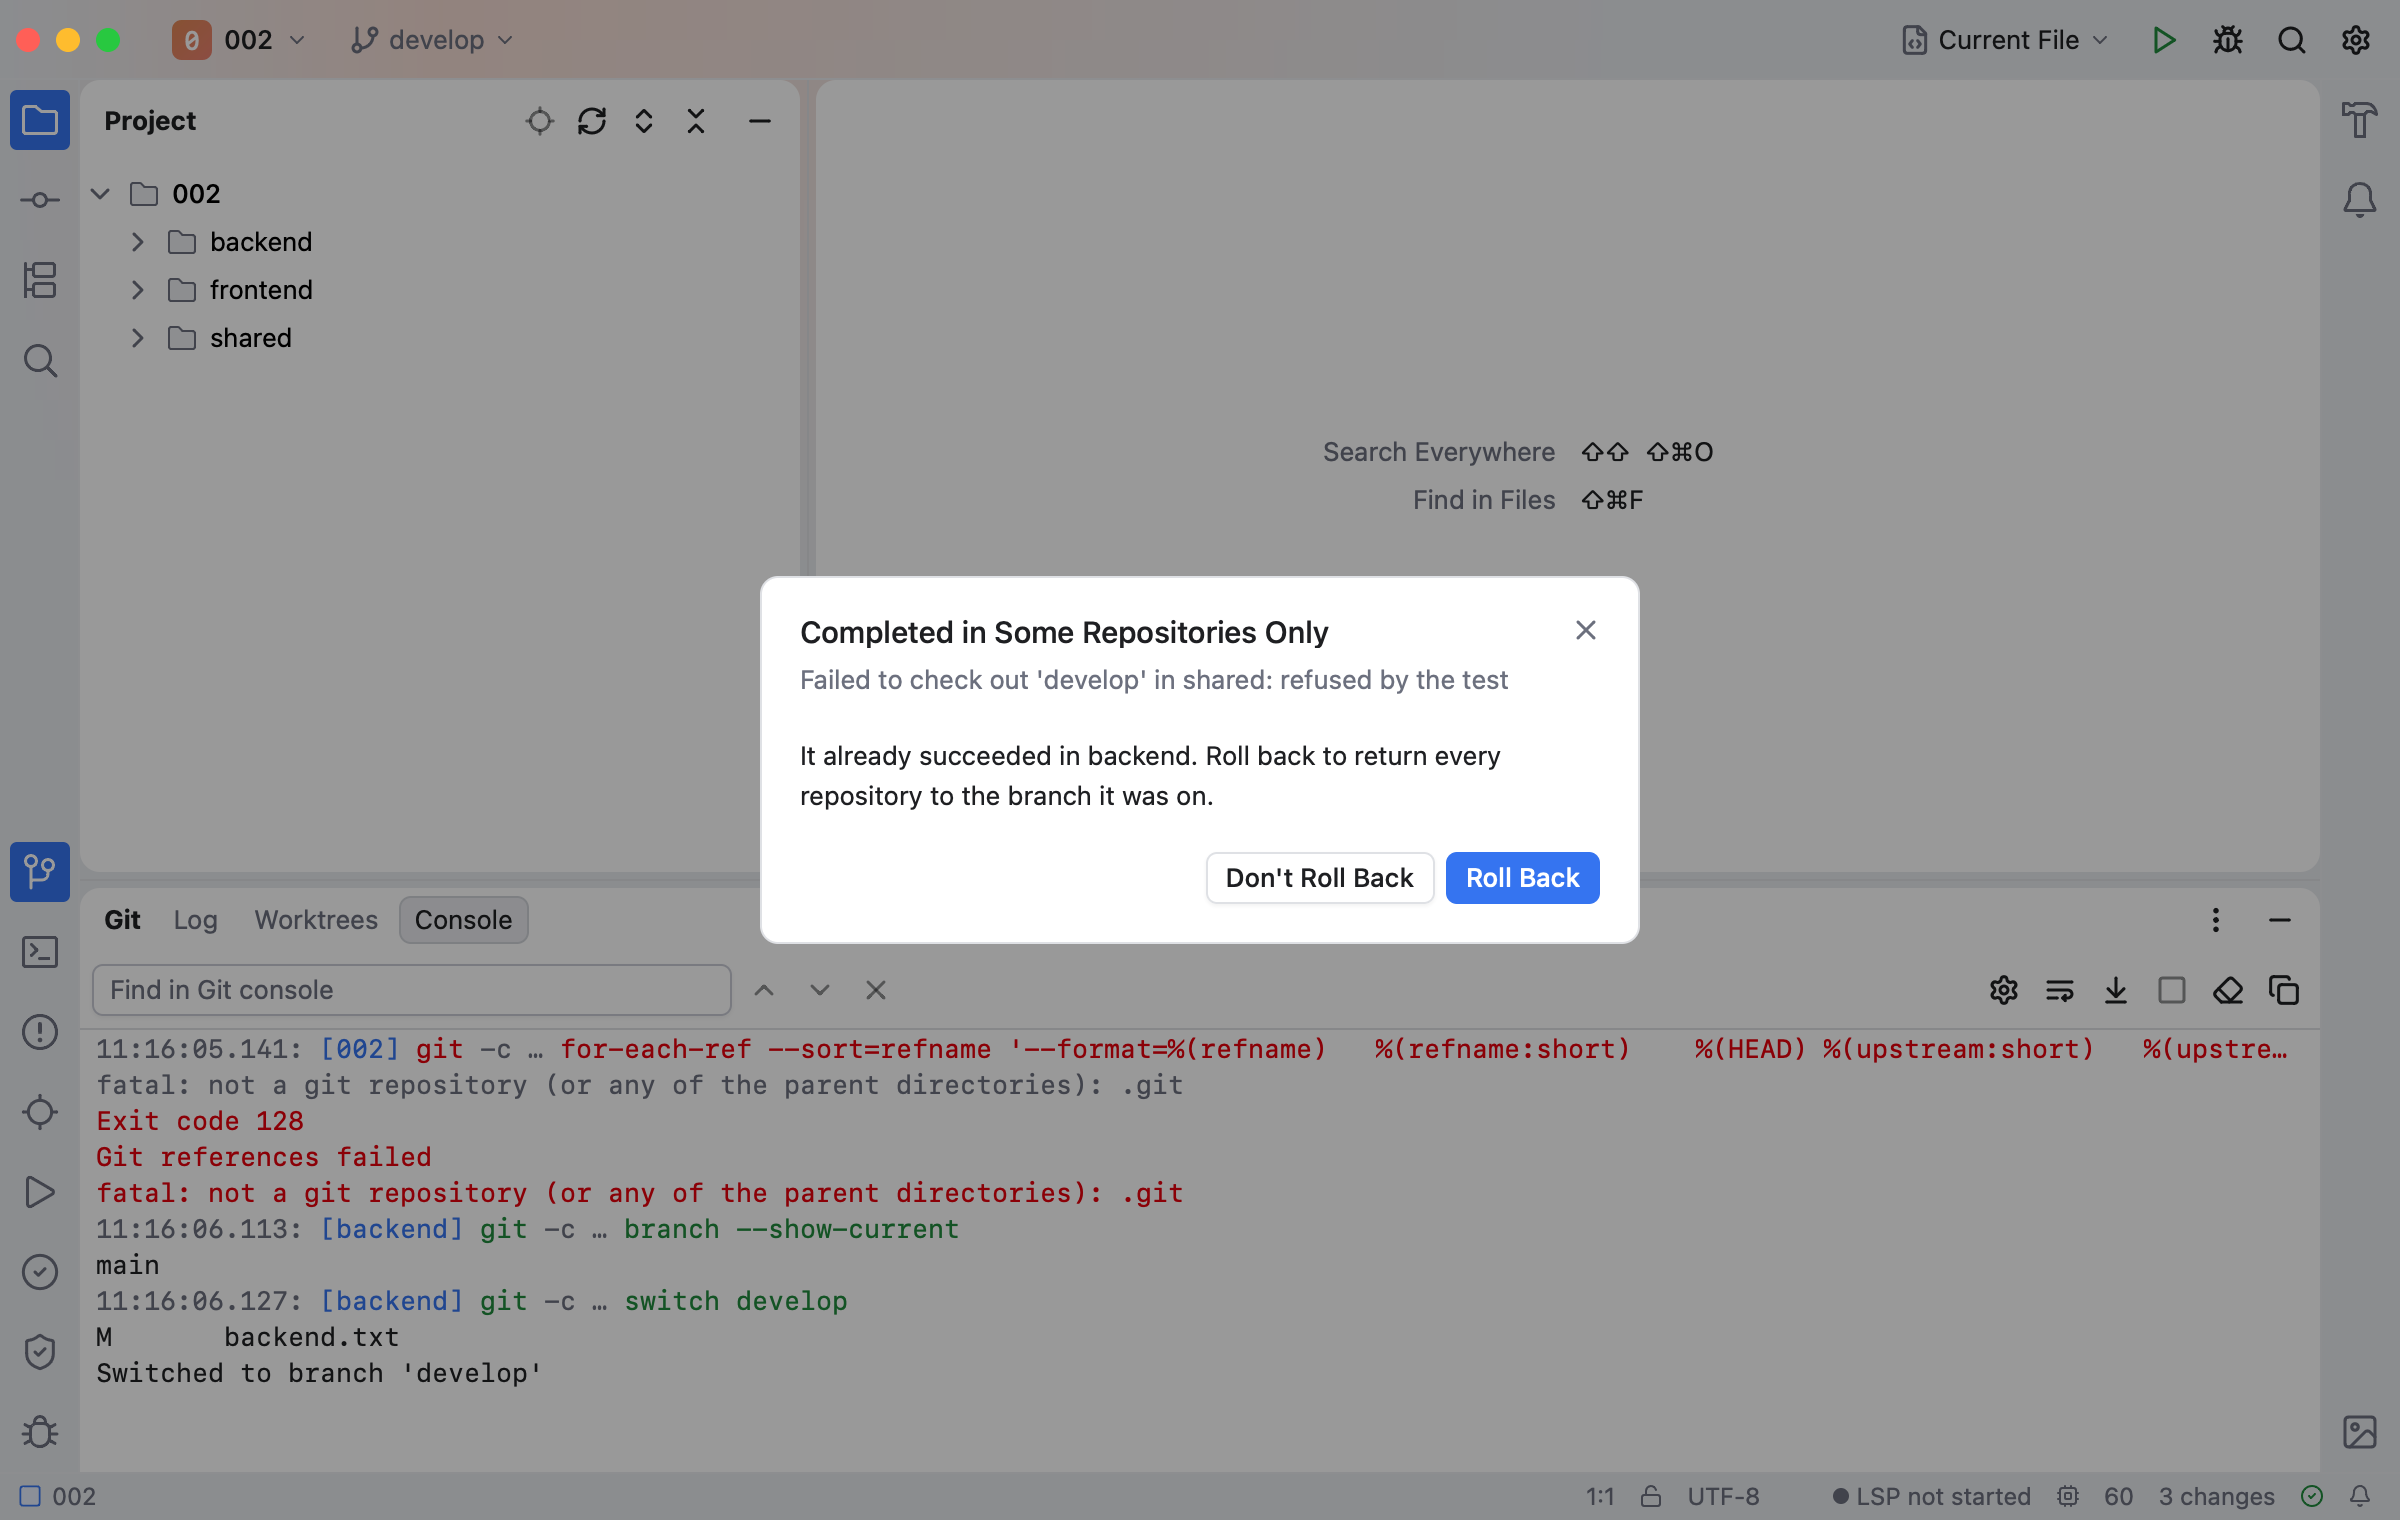 0 002 develop Current File
Project
002
backend
frontend
shared
Search Everywhere ⇧⇧ ⇧⌘O
Find in Files ⇧⌘F
Completed in Some Repositories Only
Failed to check out 'develop' in shared: refused by the test
It already succeeded in backend. Roll back to return every
repository to the branch it was on.
Don't Roll Back Roll Back
Git Log Worktrees Console
Find in Git console
11:16:05.141: [002] git -c … for-each-ref --sort=refname '--format=%(refname) %(refname:short) %(HEAD) %(upstream:short) %(upstre…
fatal: not a git repository (or any of the parent directories): .git
Exit code 128
Git references failed
fatal: not a git repository (or any of the parent directories): .git
11:16:06.113: [backend] git -c … branch --show-current
main
11:16:06.127: [backend] git -c … switch develop
M backend.txt
Switched to branch 'develop'
002 1:1 UTF-8 LSP not started 60 3 changes